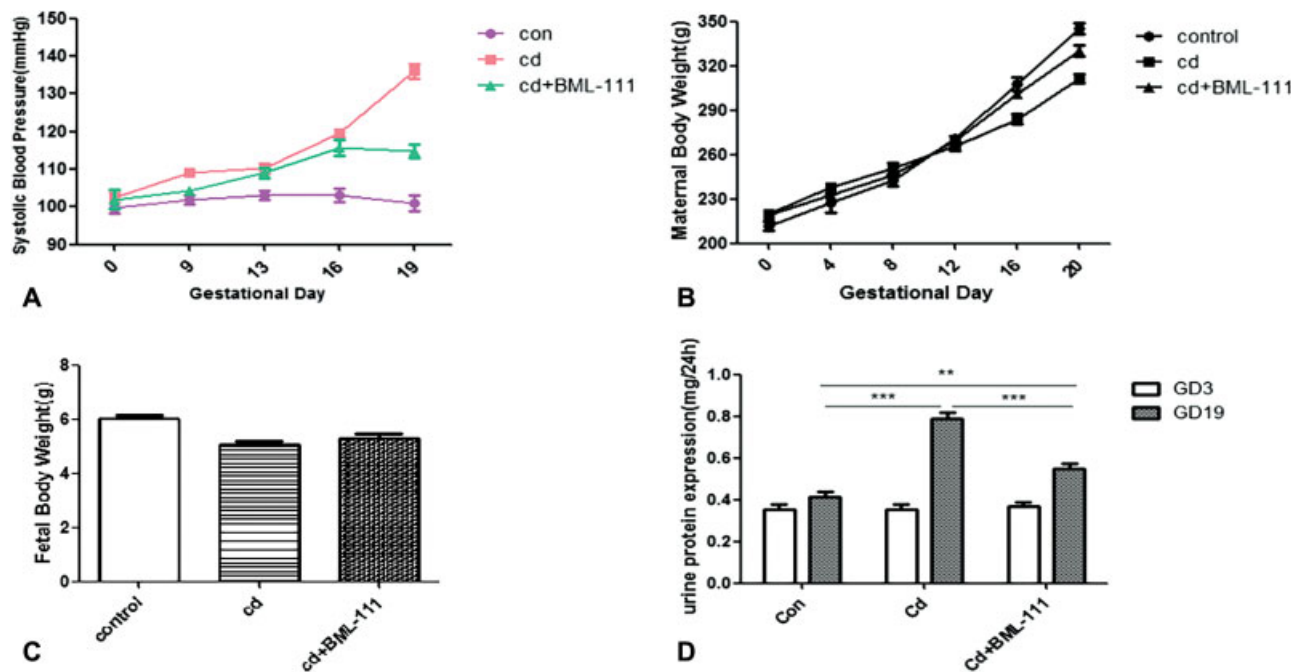 Systolic Blood Pressure(mmHg)
150
140
130
120
110
100
90
0
9
13
16
19
Gestational Day
con
cd
cd+BML-111
A
Maternal Body Weight(g)
350
320
290
260
230
200
0
4
8
12
16
20
Gestational Day
control
cd
cd+BML-111
B
Fetal Body Weight(g)
8
6
4
2
0
control
cd
cd+BML-111
C
urine protein expression(mg/24h)
1.0
0.8
0.6
0.4
0.2
0.0
**
***
***
Con
Cd
Cd+BML-111
GD3
GD19
D